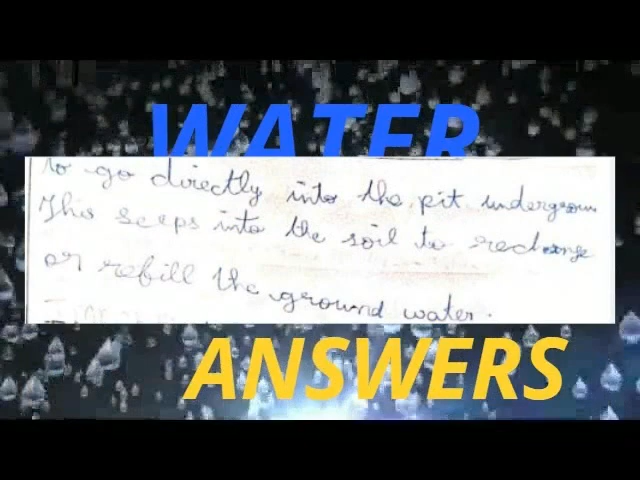 WATER
to go directly into the pit undergroun
This seeps into the soil to recharge
or refill the ground water.
ANSWERS